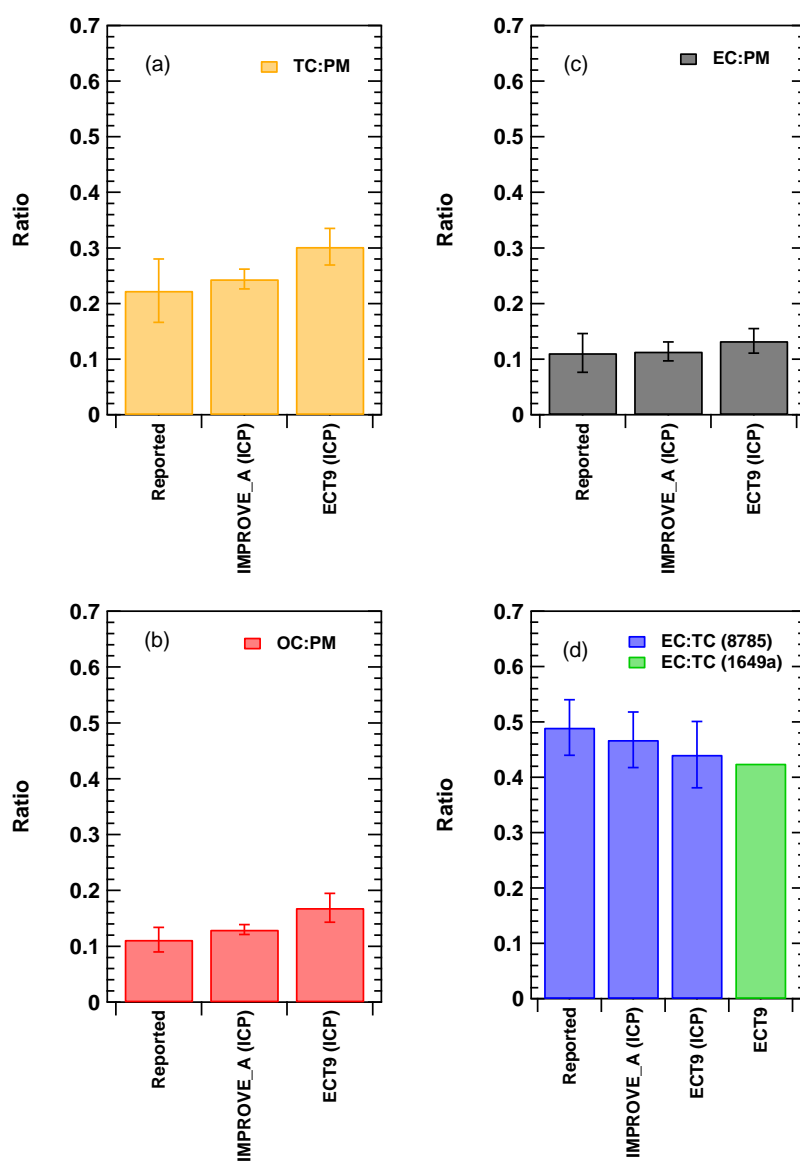 (a)
TC:PM
Ratio
0.7
0.6
0.5
0.4
0.3
0.2
0.1
0
Reported
IMPROVE_A (ICP)
ECT9 (ICP)
(c)
EC:PM
Ratio
0.7
0.6
0.5
0.4
0.3
0.2
0.1
0
Reported
IMPROVE_A (ICP)
ECT9 (ICP)
(b)
OC:PM
Ratio
0.7
0.6
0.5
0.4
0.3
0.2
0.1
0
Reported
IMPROVE_A (ICP)
ECT9 (ICP)
(d)
EC:TC (8785)
EC:TC (1649a)
Ratio
0.7
0.6
0.5
0.4
0.3
0.2
0.1
0
Reported
IMPROVE_A (ICP)
ECT9 (ICP)
ECT9